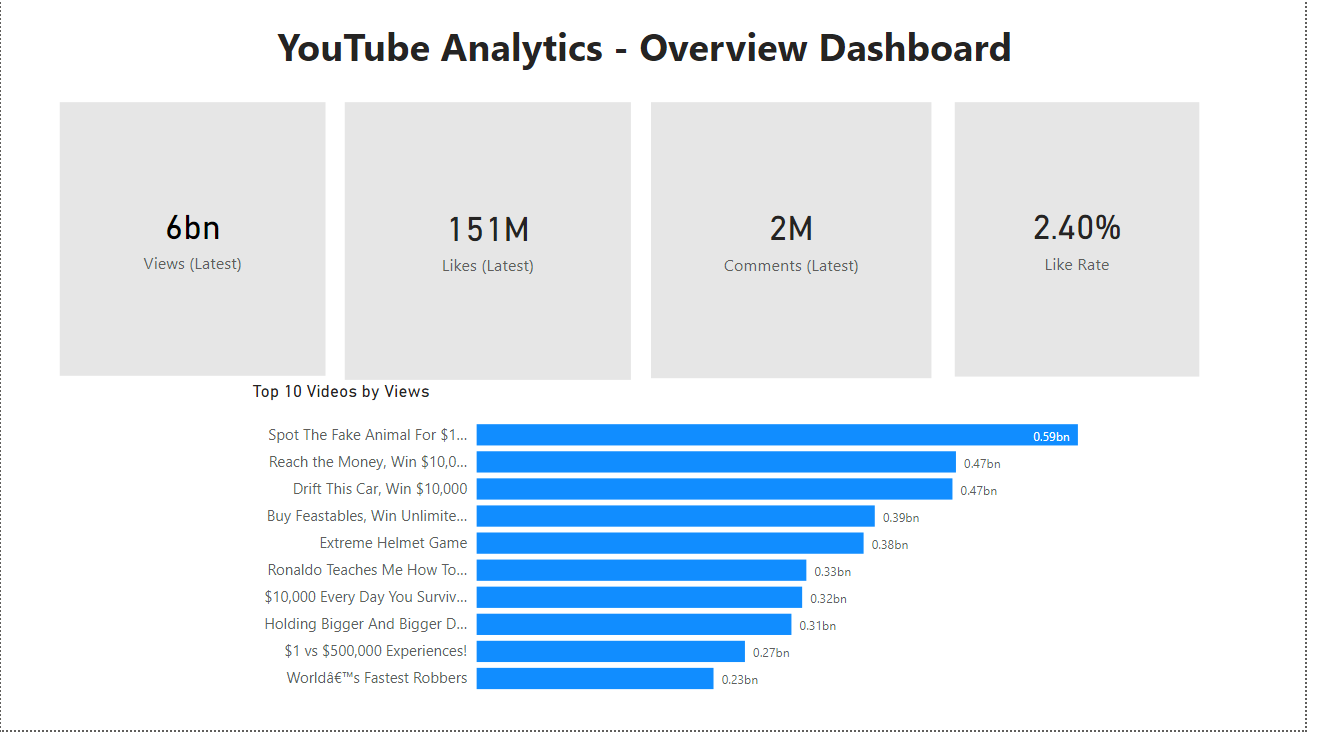 YouTube Analytics - Overview Dashboard
6bn
Views (Latest)
151M
Likes (Latest)
2M
Comments (Latest)
2.40%
Like Rate
Top 10 Videos by Views
Spot The Fake Animal For $1... 0.59bn
Reach the Money, Win $10,0... 0.47bn
Drift This Car, Win $10,000 0.47bn
Buy Feastables, Win Unlimite... 0.39bn
Extreme Helmet Game 0.38bn
Ronaldo Teaches Me How To... 0.33bn
$10,000 Every Day You Surviv... 0.32bn
Holding Bigger And Bigger D... 0.31bn
$1 vs $500,000 Experiences! 0.27bn
Worldâ€™s Fastest Robbers 0.23bn